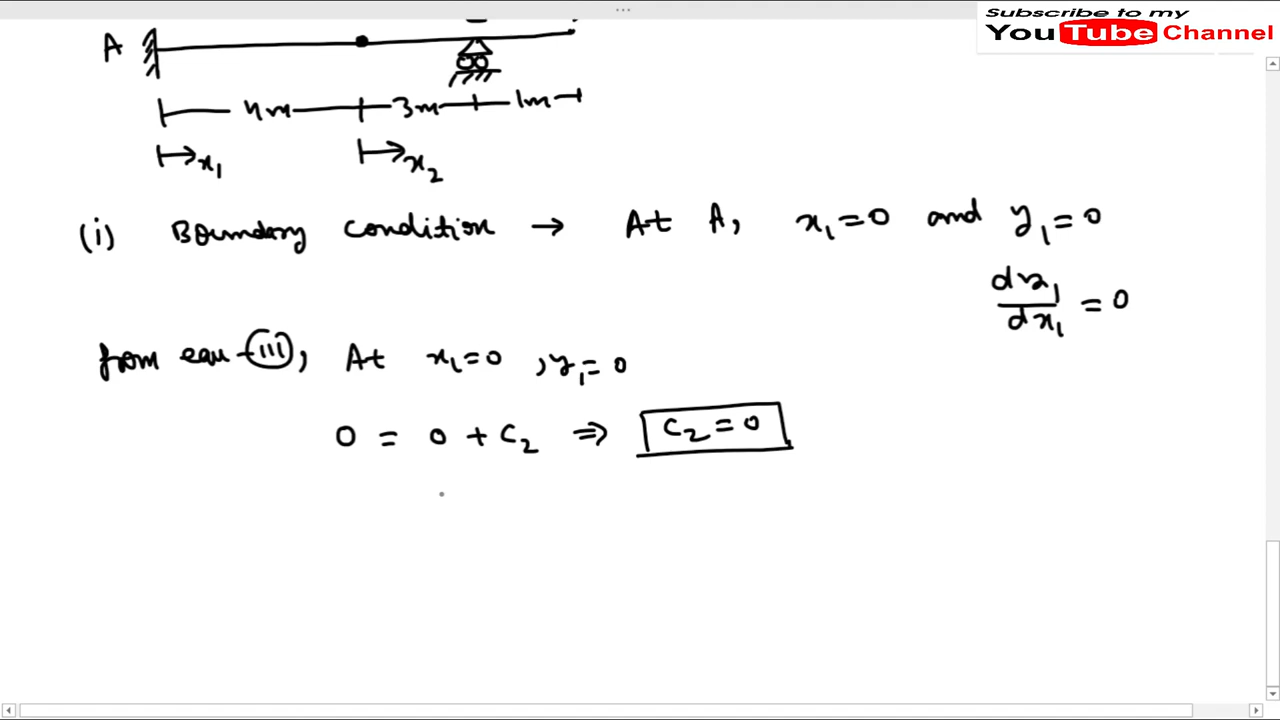 Subscribe to my
YouTube Channel
A
4m 3m 1m
x₁ x₂
(i) Boundary condition → At A, x₁=0 and y₁=0
dy₁/dx₁ = 0
from equ-(iii), At x₁=0, y₁=0
0 = 0 + C₂ ⇒ C₂=0